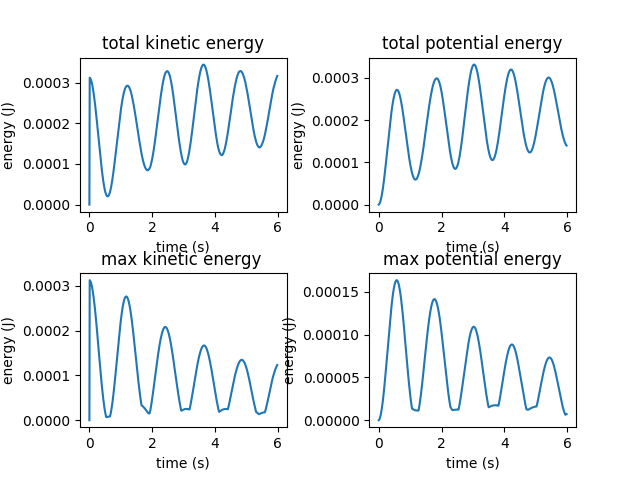 total kinetic energy
energy (J)
0.0003
0.0002
0.0001
0.0000
0 2 4 6
time (s)
total potential energy
energy (J)
0.0003
0.0002
0.0001
0.0000
0 2 4 6
time (s)
max kinetic energy
energy (J)
0.0003
0.0002
0.0001
0.0000
0 2 4 6
time (s)
max potential energy
energy (J)
0.00015
0.00010
0.00005
0.00000
0 2 4 6
time (s)